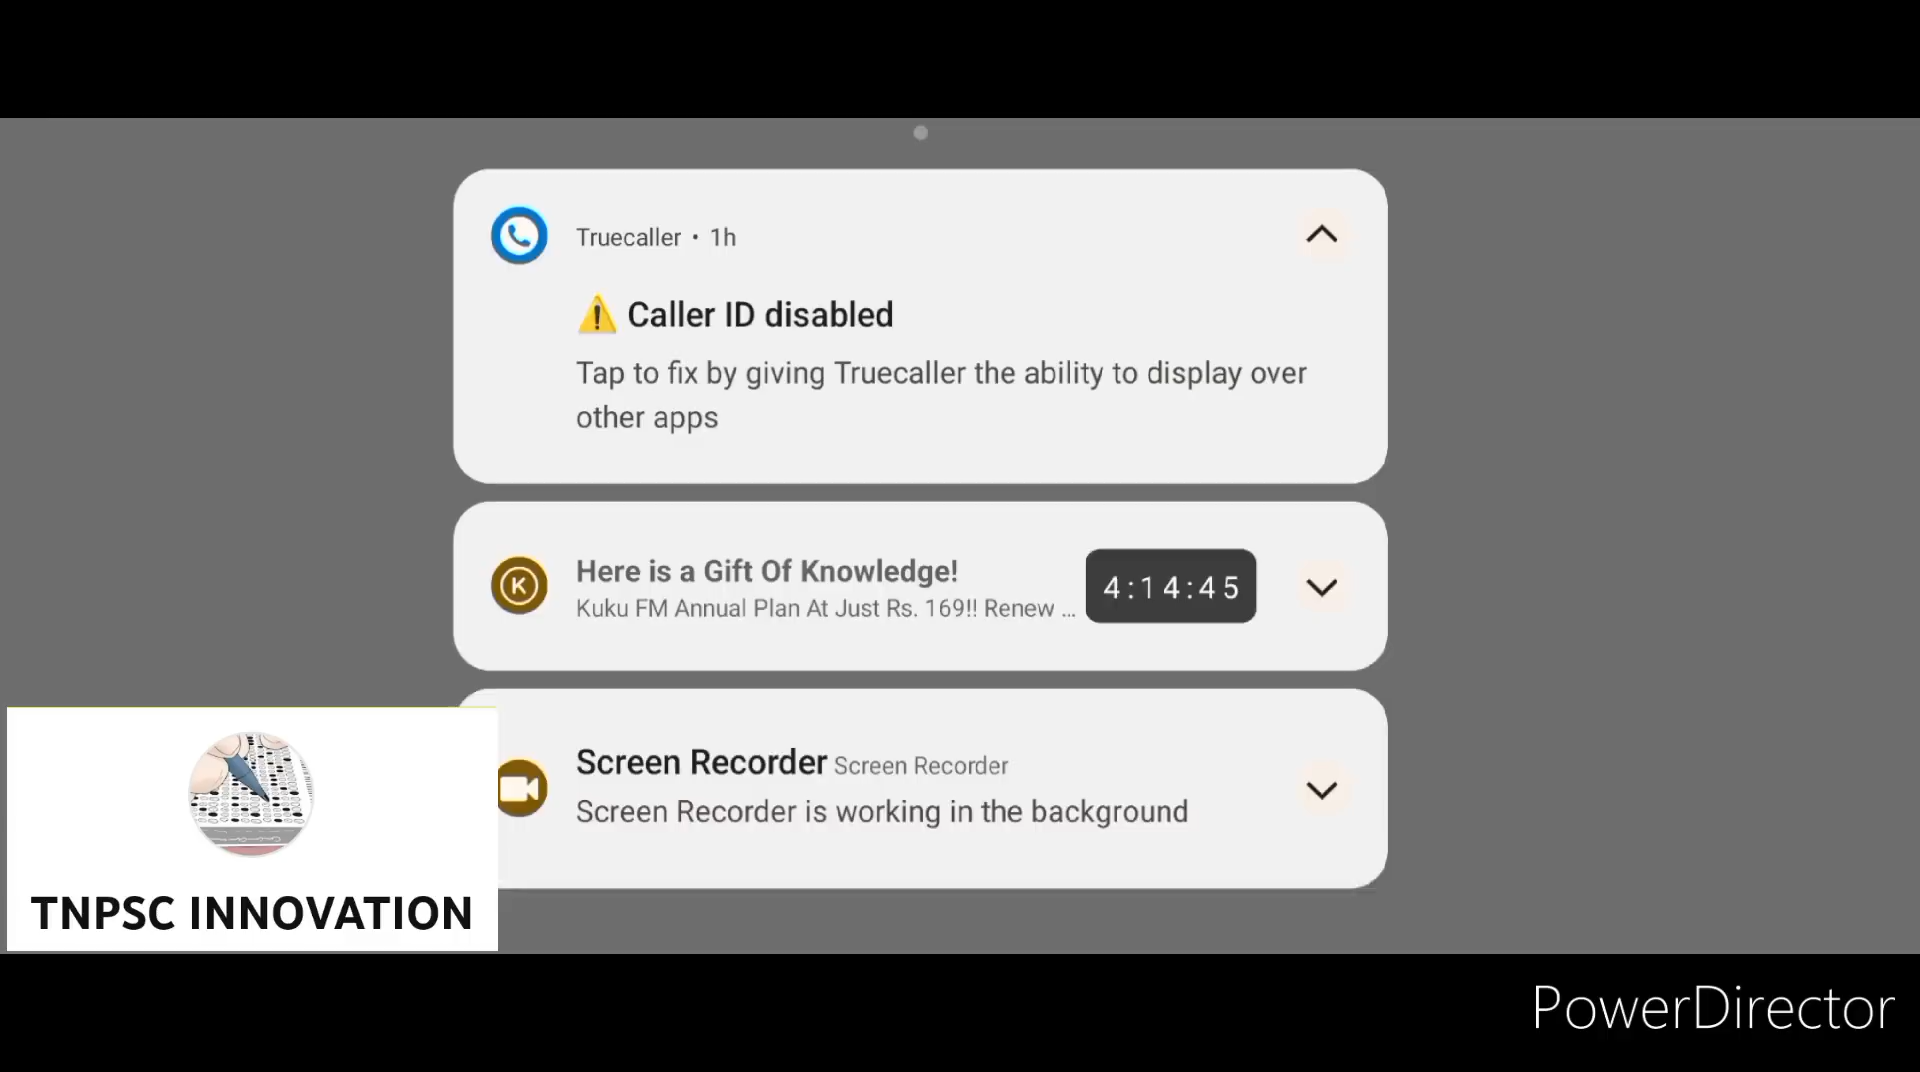 Truecaller • 1h
⚠️ Caller ID disabled
Tap to fix by giving Truecaller the ability to display over
other apps
Here is a Gift Of Knowledge!
Kuku FM Annual Plan At Just Rs. 169!! Renew ...
4:14:45
Screen Recorder Screen Recorder
Screen Recorder is working in the background
TNPSC INNOVATION
PowerDirector